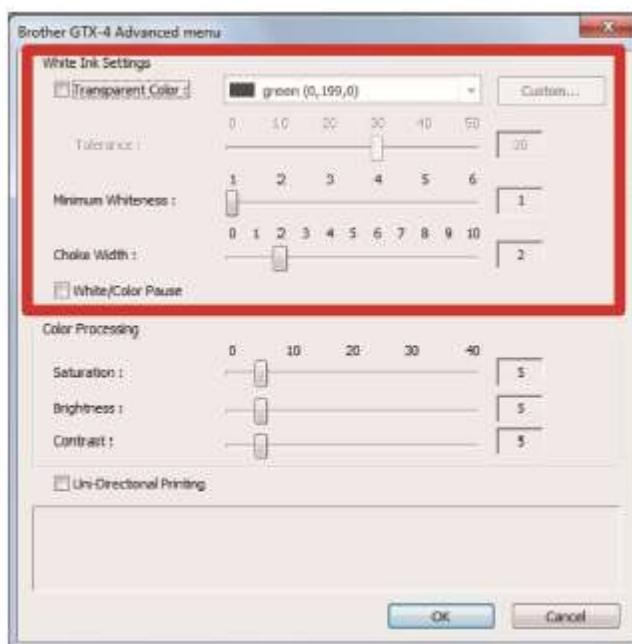 Brother GTX-4 Advanced menu
White Ink Settings
Transparent Color :
green (0,199,0)
Custom...
0 10 20 30 40 50
Tolerance :
30
1 2 3 4 5 6
Minimum Whiteness :
1
0 1 2 3 4 5 6 7 8 9 10
Choke Width :
2
White/Color Pause
Color Processing
0 10 20 30 40
Saturation :
5
Brightness :
5
Contrast :
5
Uni-Directional Printing
OK
Cancel